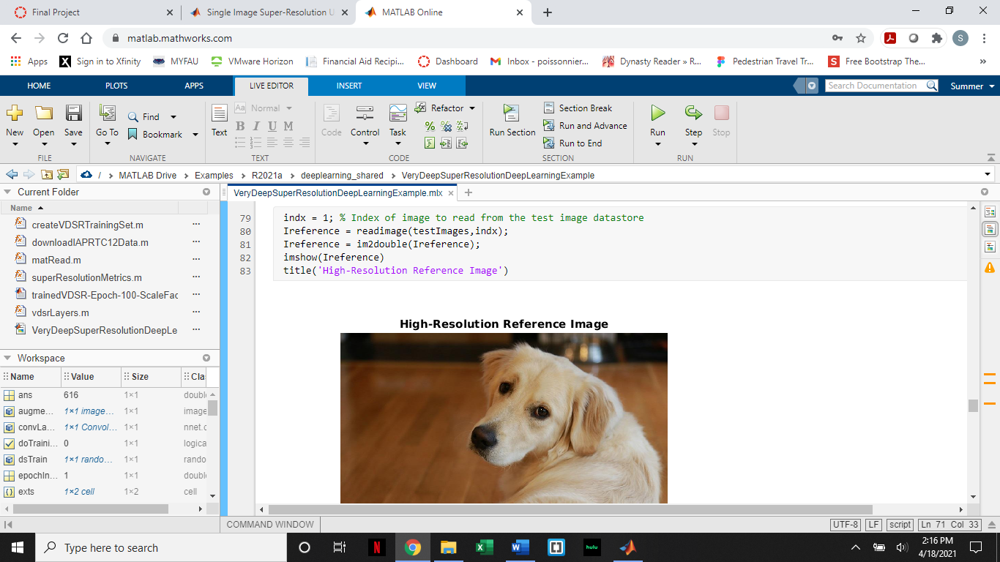 Final Project
Single Image Super-Resolution U
MATLAB Online
matlab.mathworks.com
S
Apps
Sign in to Xfinity
MYFAU
VMware Horizon
Financial Aid Recipi...
Dashboard
Inbox - poissonnier...
Dynasty Reader » R...
Pedestrian Travel Tr...
S Free Bootstrap The...
»
HOME PLOTS APPS LIVE EDITOR INSERT VIEW
Search Documentation
Summer
New Open Save
FILE
Go To
Find
Bookmark
NAVIGATE
Text
Aa Normal
B I U M
TEXT
Code Control Task
Refactor
CODE
Run Section
Section Break
Run and Advance
Run to End
SECTION
Run Step Stop
RUN
/ MATLAB Drive Examples R2021a deeplearning_shared VeryDeepSuperResolutionDeepLearningExample
Current Folder
Name
createVDSRTrainingSet.m
downloadIAPRTC12Data.m
matRead.m
superResolutionMetrics.m
trainedVDSR-Epoch-100-ScaleFac
vdsrLayers.m
VeryDeepSuperResolutionDeepLe
Workspace
Name Value Size Cla
ans 616 1×1 doubl
augme... 1×1 image... 1×1 image
convLa... 1×1 Convol... 1×1 nnet.c
doTraini... 0 1×1 logica
dsTrain 1×1 rando... 1×1 rando
epochIn... 1 1×1 doubl
exts 1×2 cell 1×2 cell
VeryDeepSuperResolutionDeepLearningExample.mlx
79 indx = 1; % Index of image to read from the test image datastore
80 Ireference = readimage(testImages,indx);
81 Ireference = im2double(Ireference);
82 imshow(Ireference)
83 title('High-Resolution Reference Image')
High-Resolution Reference Image
COMMAND WINDOW
UTF-8 LF script Ln 71 Col 33
Type here to search
N
hulu
2:16 PM
4/18/2021